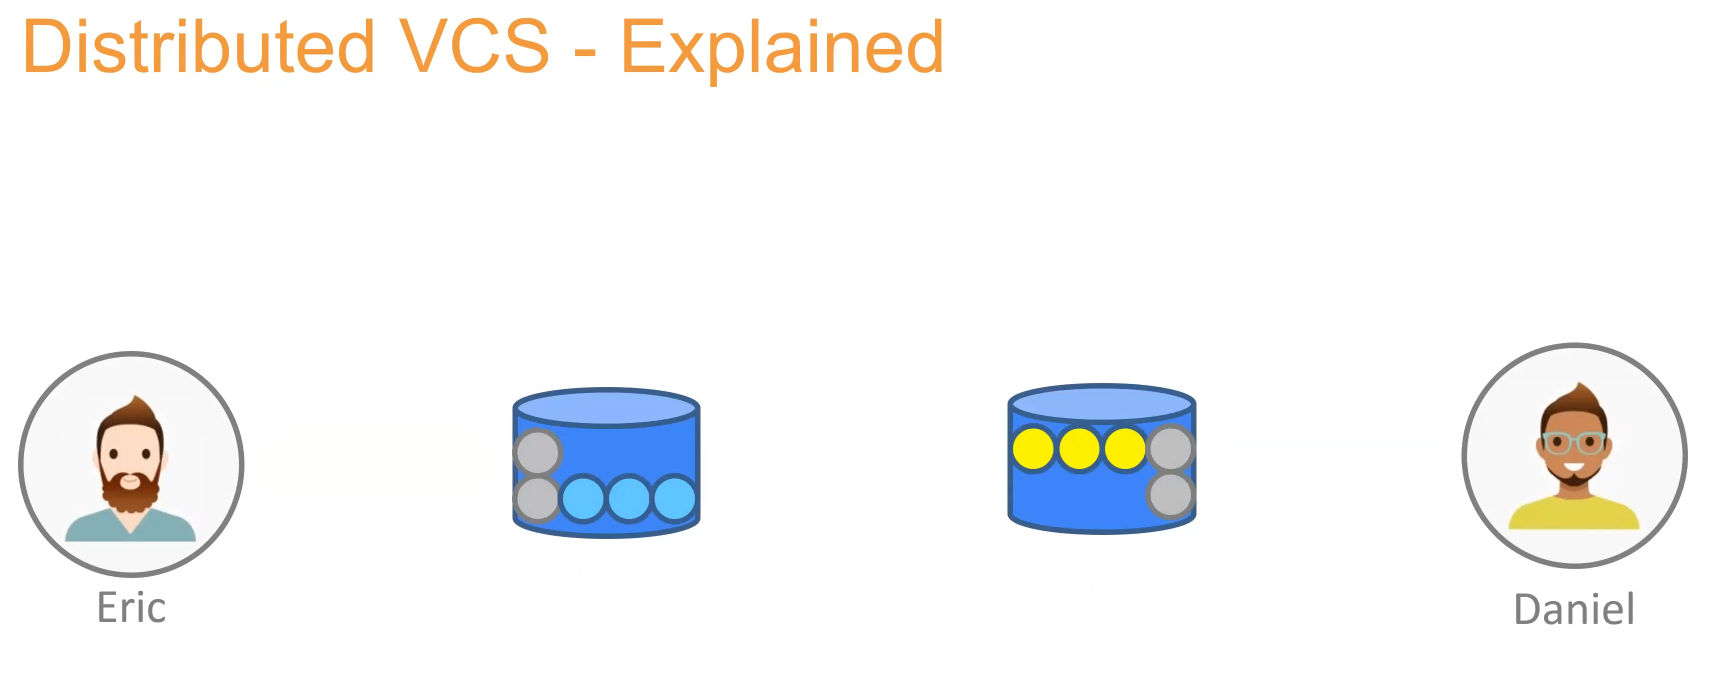 Distributed VCS - Explained
Eric
Daniel